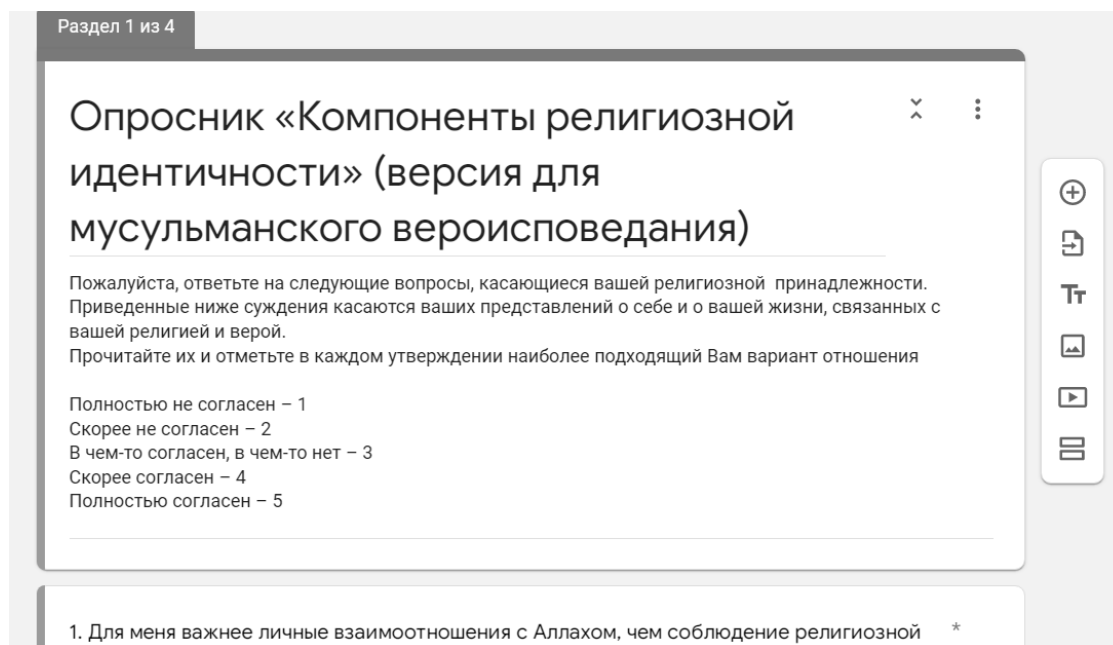 Раздел 1 из 4
Опросник «Компоненты религиозной
идентичности» (версия для
мусульманского вероисповедания)
Пожалуйста, ответьте на следующие вопросы, касающиеся вашей религиозной  принадлежности.
Приведенные ниже суждения касаются ваших представлений о себе и о вашей жизни, связанных с
вашей религией и верой.
Прочитайте их и отметьте в каждом утверждении наиболее подходящий Вам вариант отношения
Полностью не согласен – 1
Скорее не согласен – 2
В чем-то согласен, в чем-то нет – 3
Скорее согласен – 4
Полностью согласен – 5
1. Для меня важнее личные взаимоотношения с Аллахом, чем соблюдение религиозной *
Тт